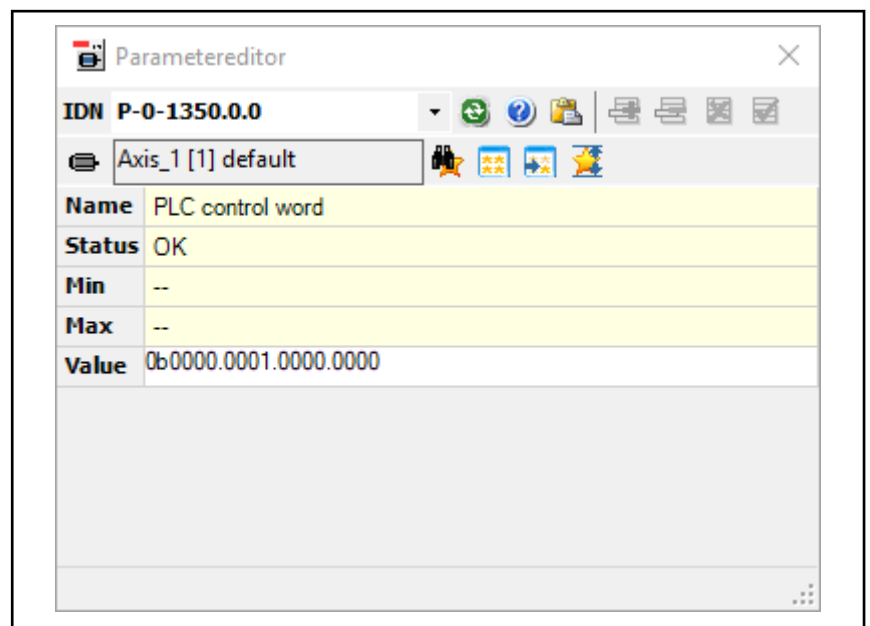 Parametereditor
IDN P-0-1350.0.0
Axis_1 [1] default
Name PLC control word
Status OK
Min --
Max --
Value 0b0000.0001.0000.0000